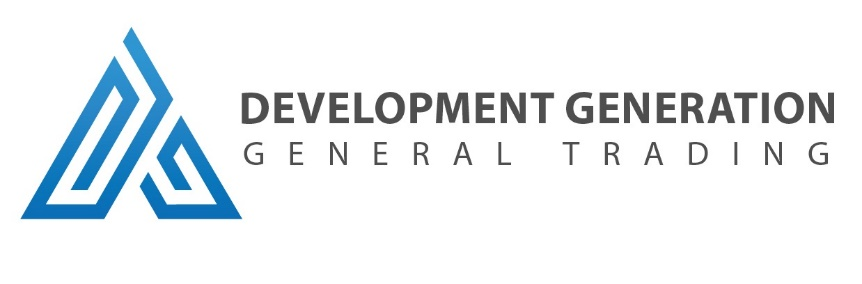 DEVELOPMENT GENERATION
GENERAL TRADING